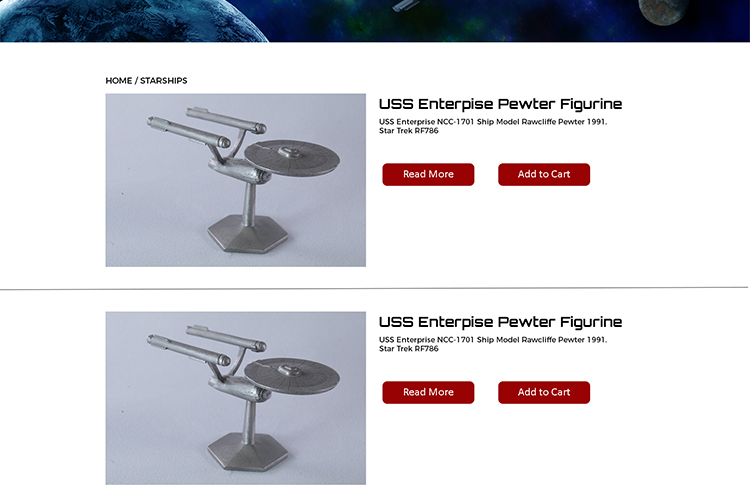 HOME / STARSHIPS
USS Enterpise Pewter Figurine
USS Enterprise NCC-1701 Ship Model Rawcliffe Pewter 1991.
Star Trek RF786
Read More
Add to Cart
USS Enterpise Pewter Figurine
USS Enterprise NCC-1701 Ship Model Rawcliffe Pewter 1991.
Star Trek RF786
Read More
Add to Cart